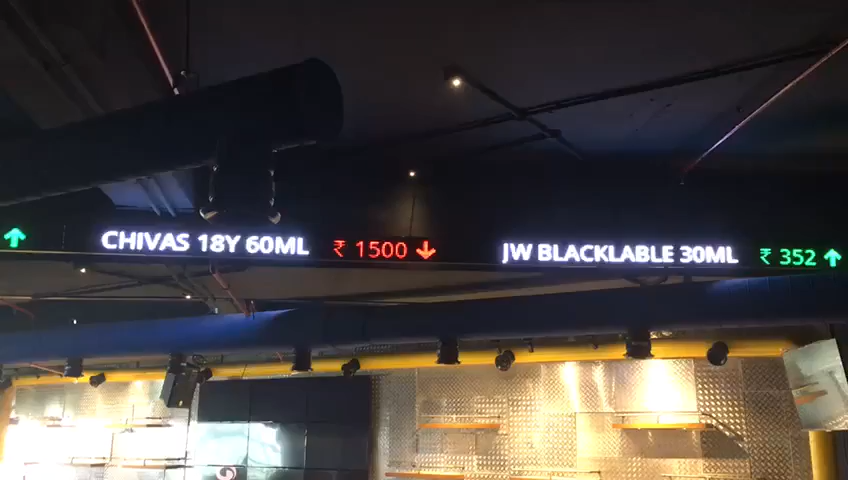 ↑ CHIVAS 18Y 60ML ₹ 1500 ↓ JW BLACKLABLE 30ML ₹ 352 ↑